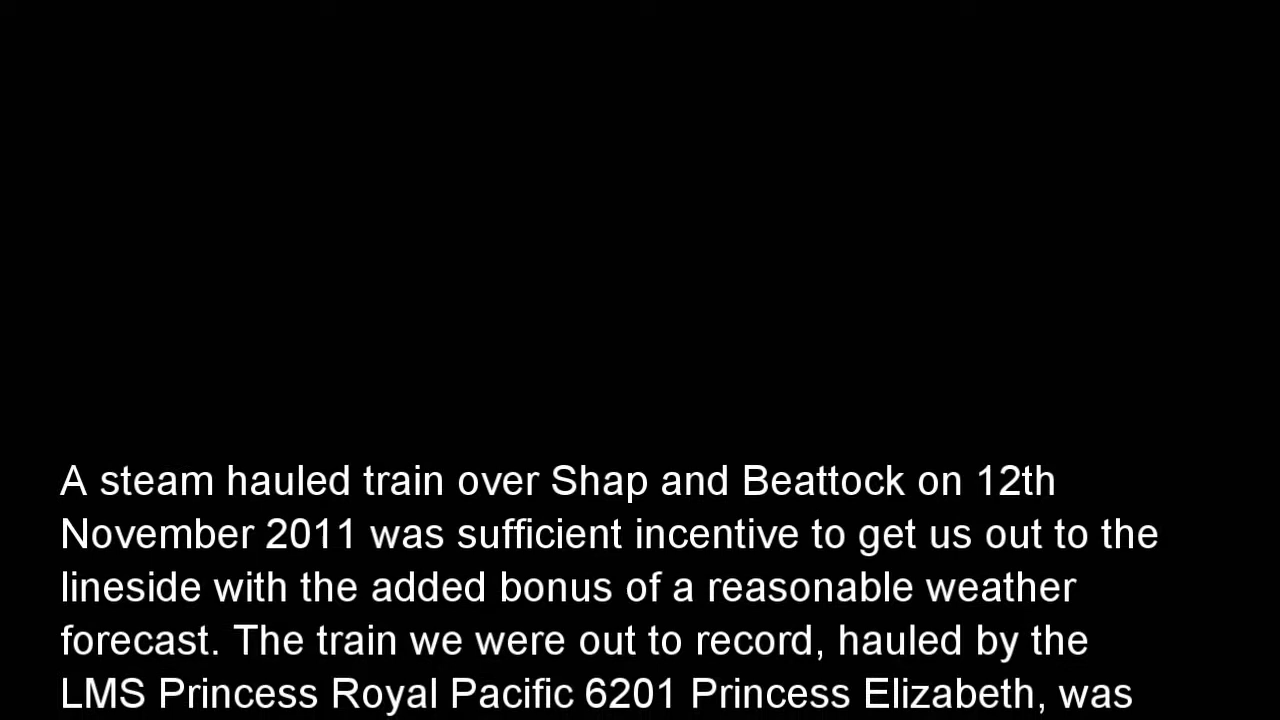 A steam hauled train over Shap and Beattock on 12th
November 2011 was sufficient incentive to get us out to the
lineside with the added bonus of a reasonable weather
forecast. The train we were out to record, hauled by the
LMS Princess Royal Pacific 6201 Princess Elizabeth, was